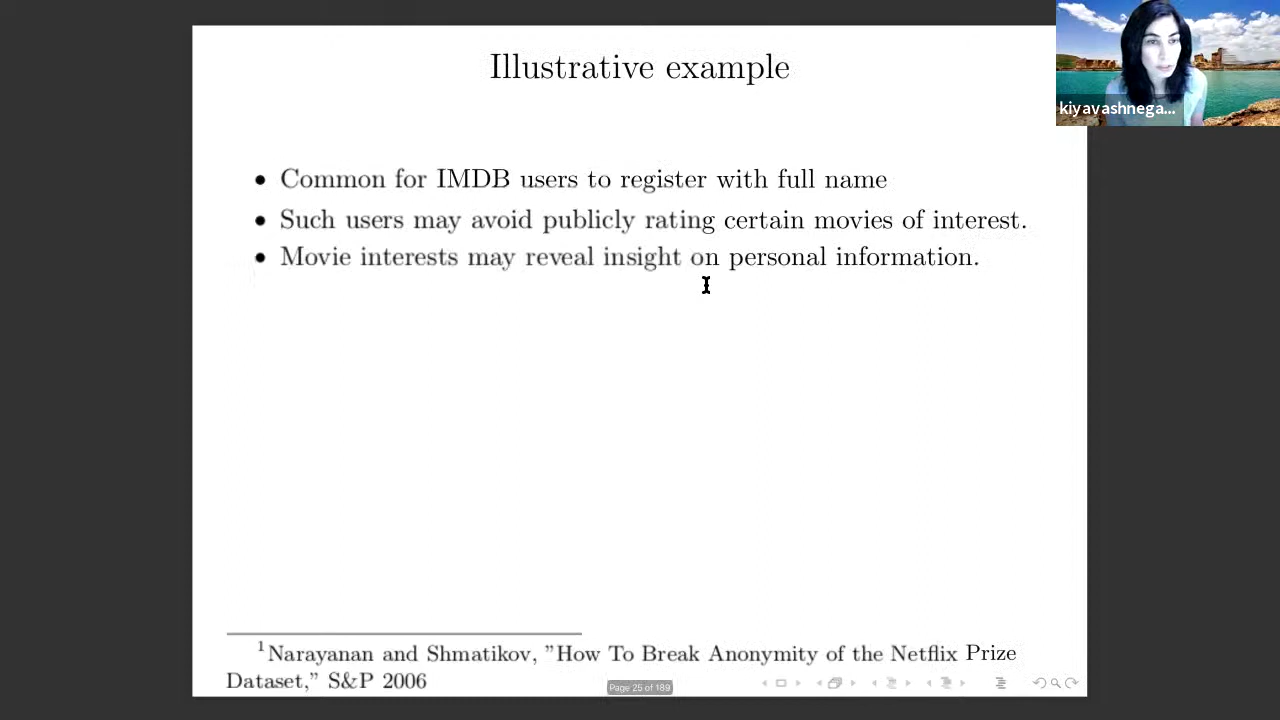 Illustrative example
kiyavashnega...
• Common for IMDB users to register with full name
• Such users may avoid publicly rating certain movies of interest.
• Movie interests may reveal insight on personal information.
1Narayanan and Shmatikov, ”How To Break Anonymity of the Netflix Prize
Dataset,” S&P 2006
Page 25 of 189